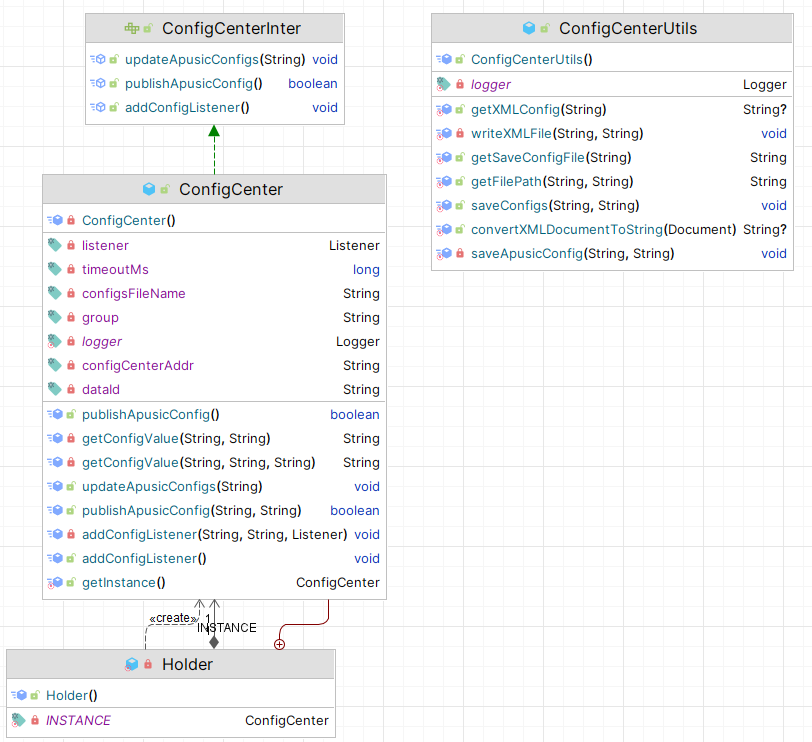 ConfigCenterInter
updateApusicConfigs(String) void
publishApusicConfig() boolean
addConfigListener() void
ConfigCenterUtils
ConfigCenterUtils()
logger Logger
getXMLConfig(String) String?
writeXMLFile(String, String) void
getSaveConfigFile(String) String
getFilePath(String, String) String
saveConfigs(String, String) void
convertXMLDocumentToString(Document) String?
saveApusicConfig(String, String) void
ConfigCenter
ConfigCenter()
listener Listener
timeoutMs long
configsFileName String
group String
logger Logger
configCenterAddr String
dataId String
publishApusicConfig() boolean
getConfigValue(String, String) String
getConfigValue(String, String, String) String
updateApusicConfigs(String) void
publishApusicConfig(String, String) boolean
addConfigListener(String, String, Listener) void
addConfigListener() void
getInstance() ConfigCenter
«create» 1
INSTANCE
Holder
Holder()
INSTANCE ConfigCenter